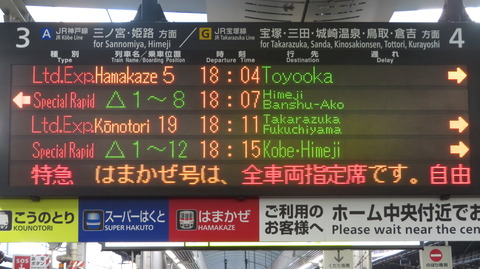 3 A JR神戸線 三ノ宮・姫路 方面 G JR宝塚線 宝塚・三田・城崎温泉・鳥取・倉吉 方面 4
JR Kobe Line for Sannomiya, Himeji JR Takarazuka Line for Takarazuka, Sanda, Kinosakionsen, Tottori, Kurayoshi
種別 列車名/乗車位置 時刻 行先 遅れ
Type Train Name/Boarding Position Departure Time Destination Delay
Ltd.Exp. Hamakaze 5 18:04 Toyooka →
← Special Rapid △1~8 18:07 Himeji Banshu-Ako
Ltd.Exp. Kōnotori 19 18:11 Takarazuka Fukuchiyama →
Special Rapid △1~12 18:15 Kobe・Himeji →
特急 はまかぜ号は、全車両指定席です。自由
こうのとり スーパーはくと はまかぜ ご利用の お客様へ ホーム中央付近でお
KOUNOTORI SUPER HAKUTO HAMAKAZE Please wait near the cen
SOS